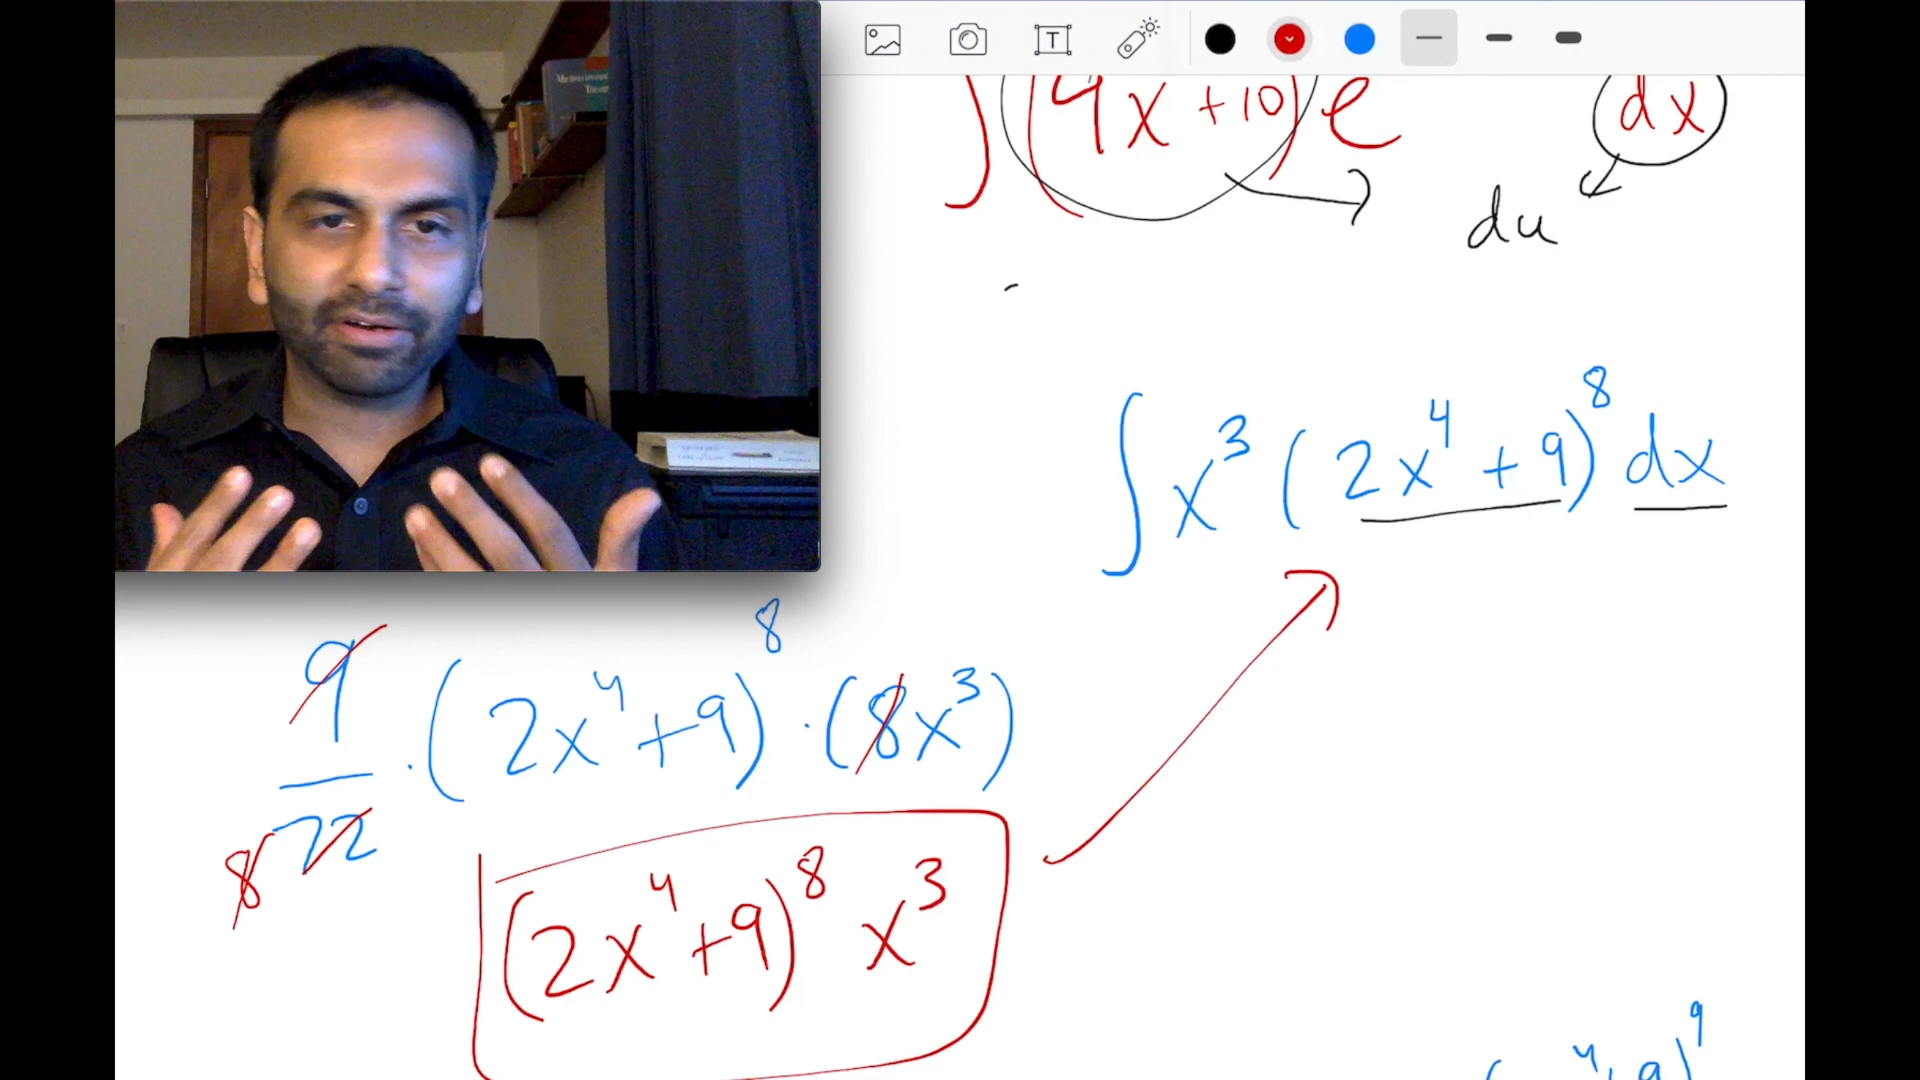 T
∫(4x+10)e dx
du
∫x³(2x⁴+9)⁸dx
9/72 · (2x⁴+9)⁸ · (8x³)
8
(2x⁴+9)⁸ x³